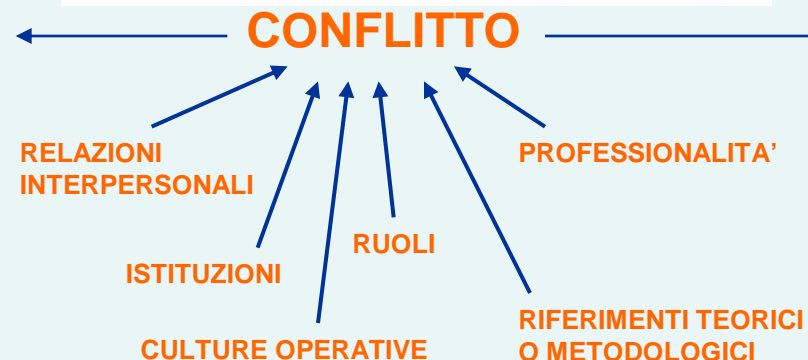 CONFLITTO
RELAZIONI
INTERPERSONALI
PROFESSIONALITA’
RUOLI
ISTITUZIONI
CULTURE OPERATIVE
RIFERIMENTI TEORICI
O METODOLOGICI